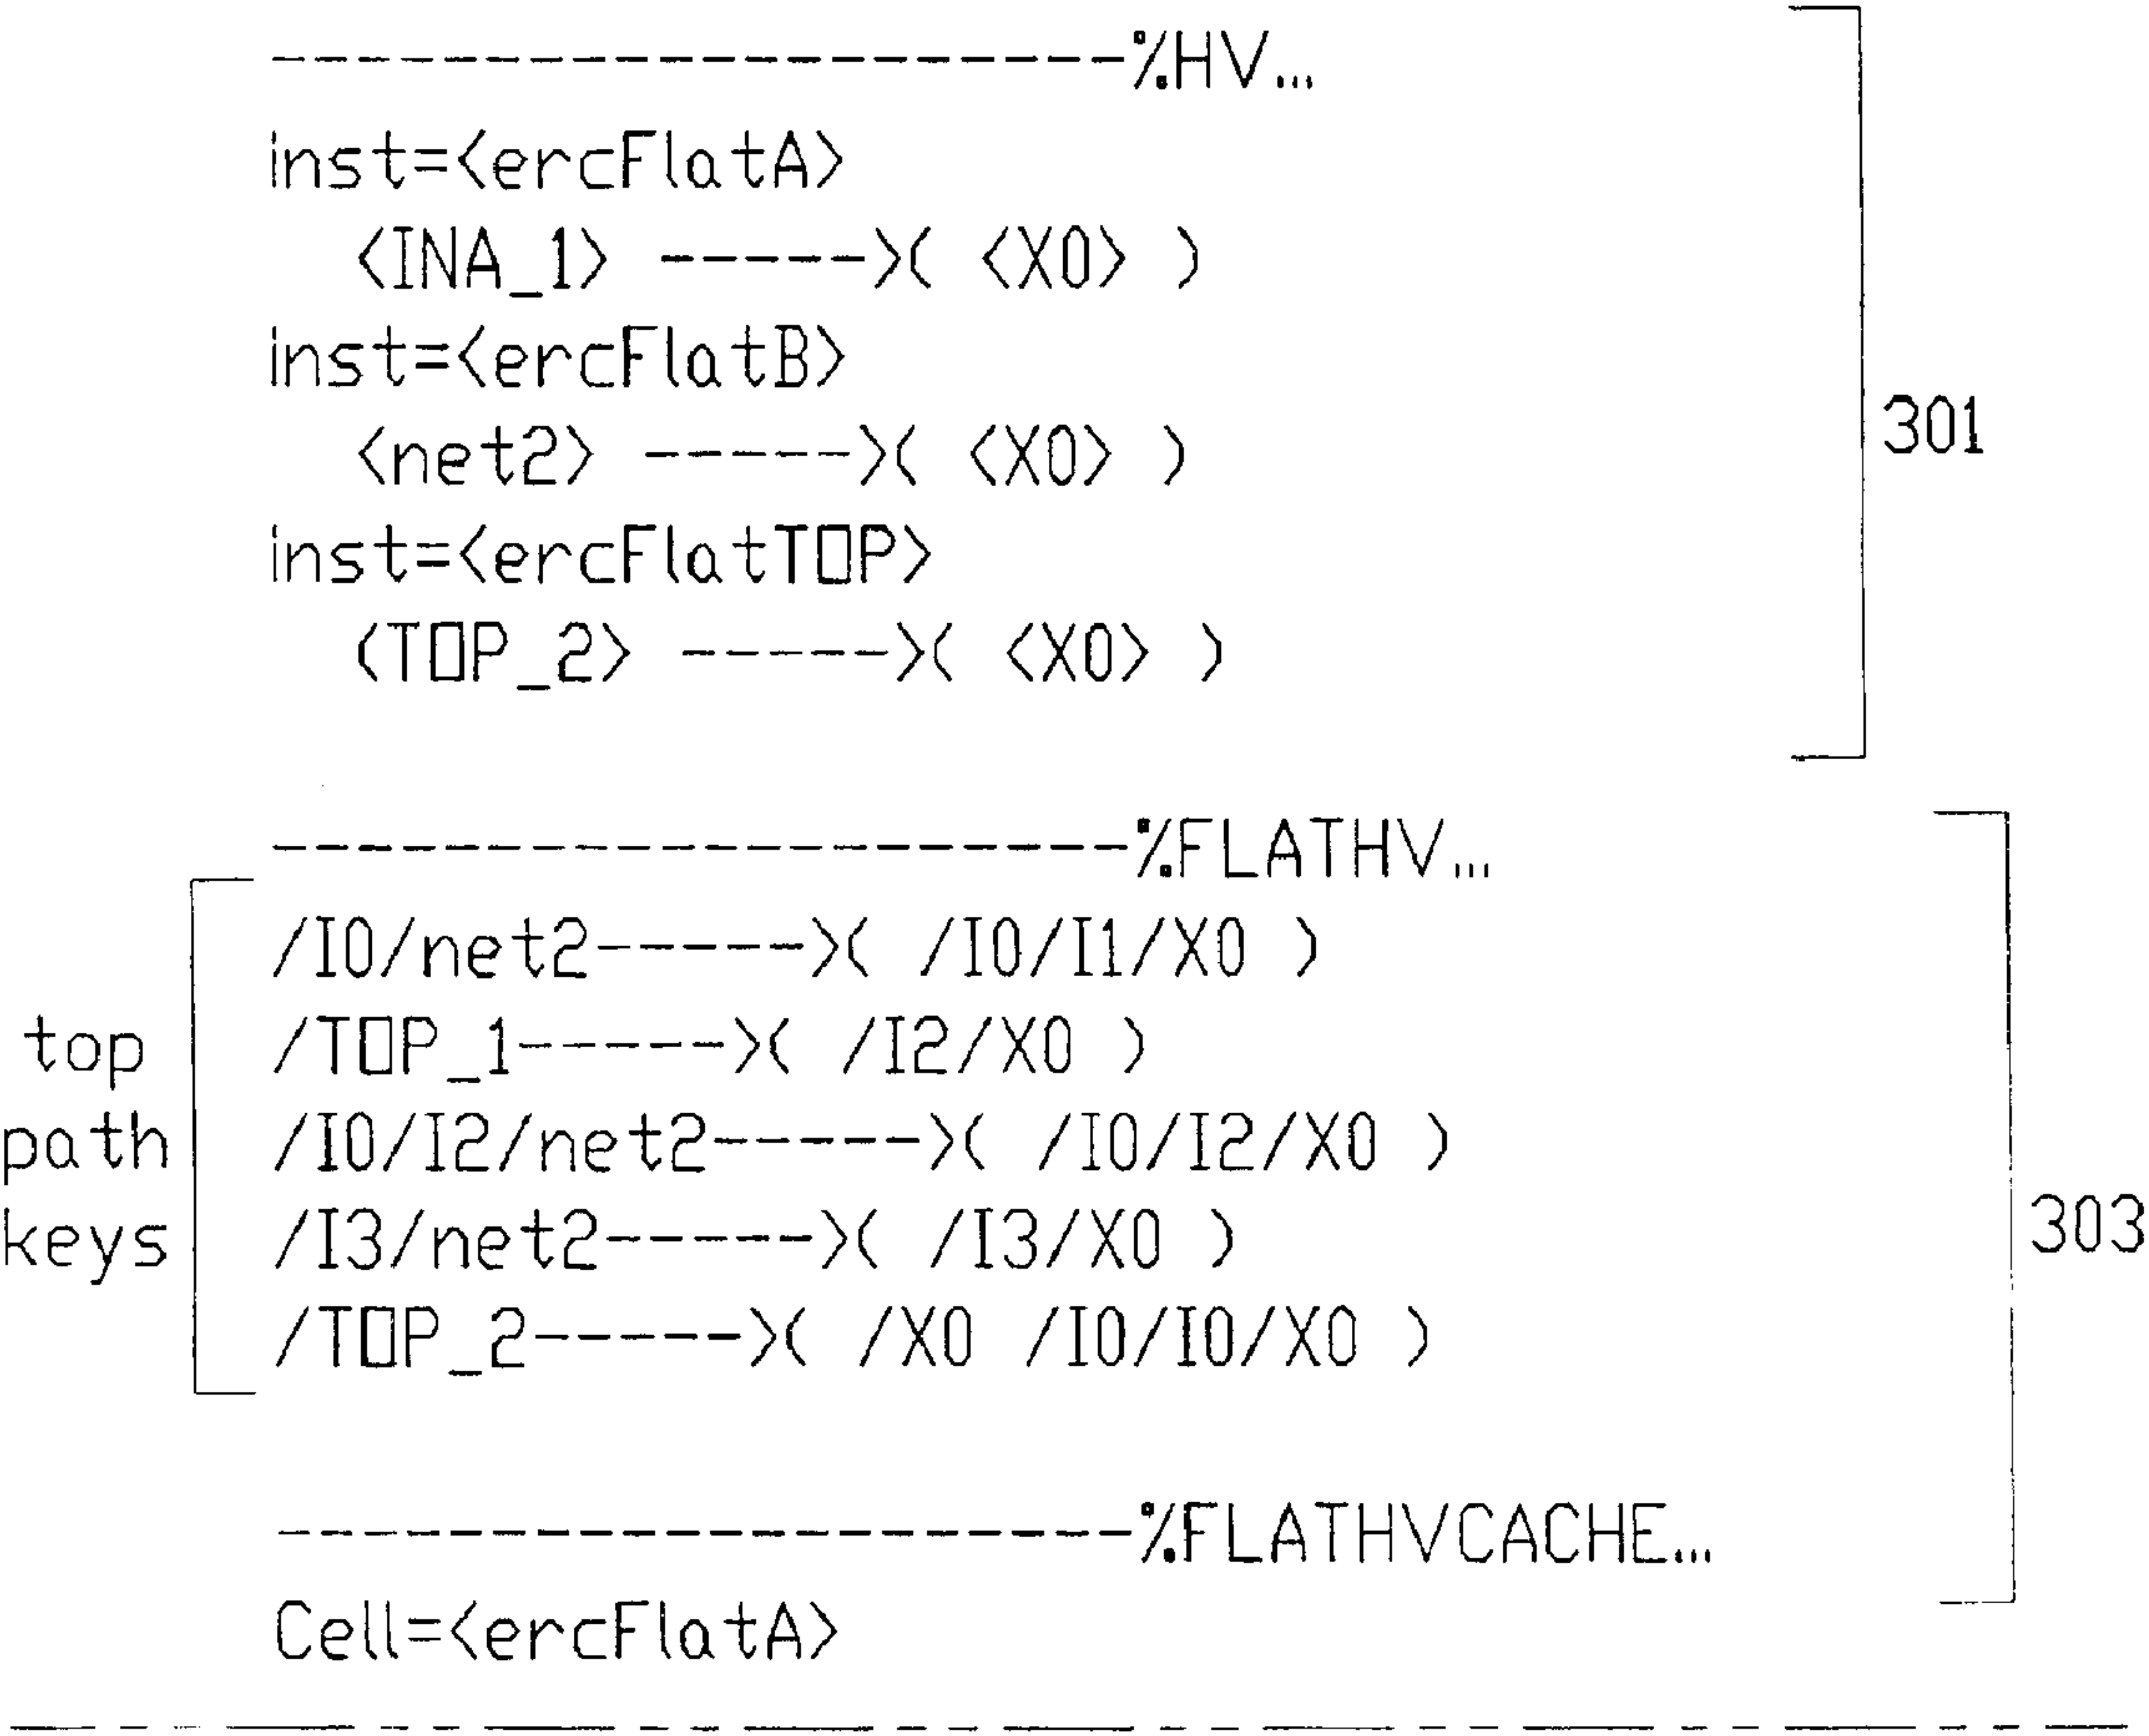 --------------------%HV...
inst=<ercFlatA>
<INA_1> ----->( <X0> )
inst=<ercFlatB>
<net2> ----->( <X0> )
301
inst=<ercFlatTOP>
(TOP_2> ----->( <X0> )
--------------------%FLATHV...
/I0/net2----->( /I0/I1/X0 )
top
/TOP_1----->( /I2/X0 )
path
/I0/I2/net2----->( /I0/I2/X0 )
keys
/I3/net2----->( /I3/X0 )
303
/TOP_2----->( /X0 /I0/I0/X0 )
--------------------%FLATHVCACHE...
Cell=<ercFlatA>